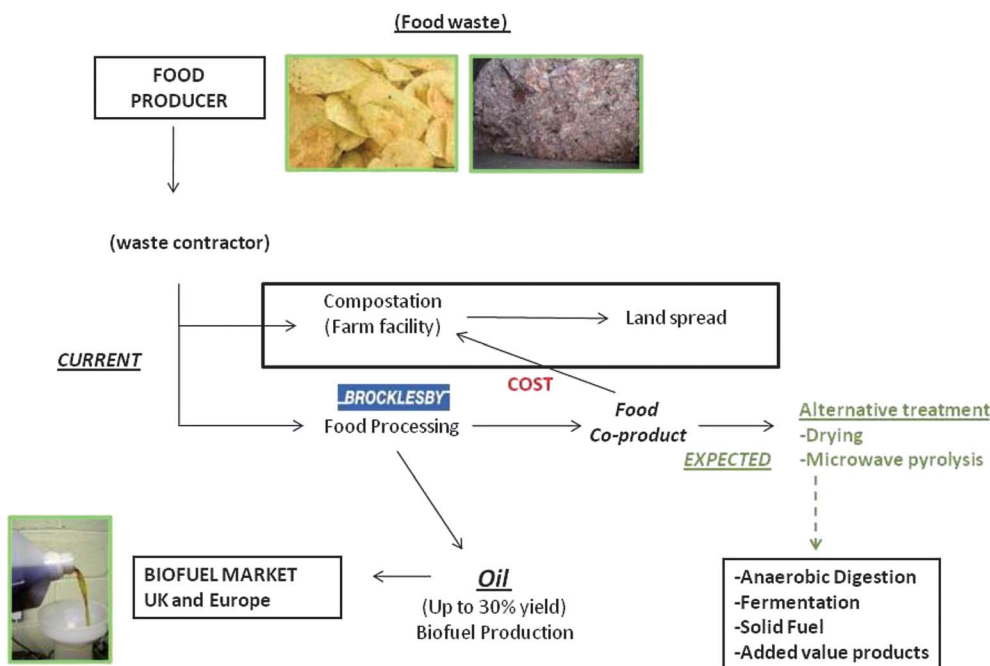 (Food waste)
FOOD
PRODUCER
(waste contractor)
Compostation
(Farm facility)
Land spread
CURRENT
COST
BROCKLESBY
Food Processing
Food
Co-product
EXPECTED
Alternative treatment
-Drying
-Microwave pyrolysis
BIOFUEL MARKET
UK and Europe
Oil
(Up to 30% yield)
Biofuel Production
-Anaerobic Digestion
-Fermentation
-Solid Fuel
-Added value products